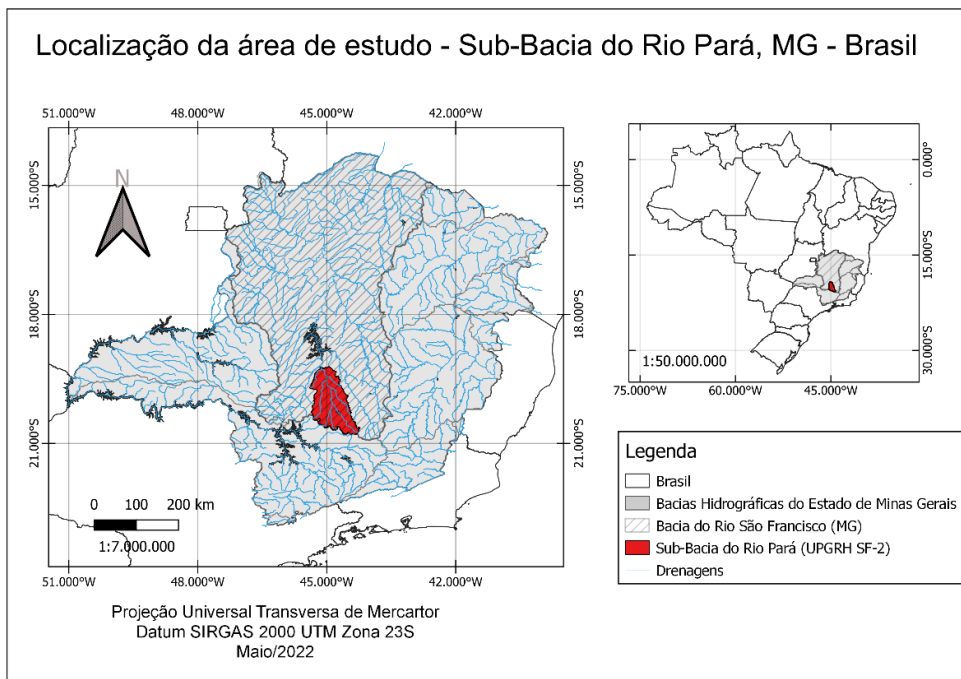 Localização da área de estudo - Sub-Bacia do Rio Pará, MG - Brasil
51.000°W 48.000°W 45.000°W 42.000°W
15.000°S 15.000°S
18.000°S 18.000°S
21.000°S 21.000°S
N
0 100 200 km
1:7.000.000
51.000°W 48.000°W 45.000°W 42.000°W
Projeção Universal Transversa de Mercartor
Datum SIRGAS 2000 UTM Zona 23S
Maio/2022
0.000°
15.000°S
30.000°S
1:50.000.000
75.000°W 60.000°W 45.000°W
Legenda
Brasil
Bacias Hidrográficas do Estado de Minas Gerais
Bacia do Rio São Francisco (MG)
Sub-Bacia do Rio Pará (UPGRH SF-2)
Drenagens